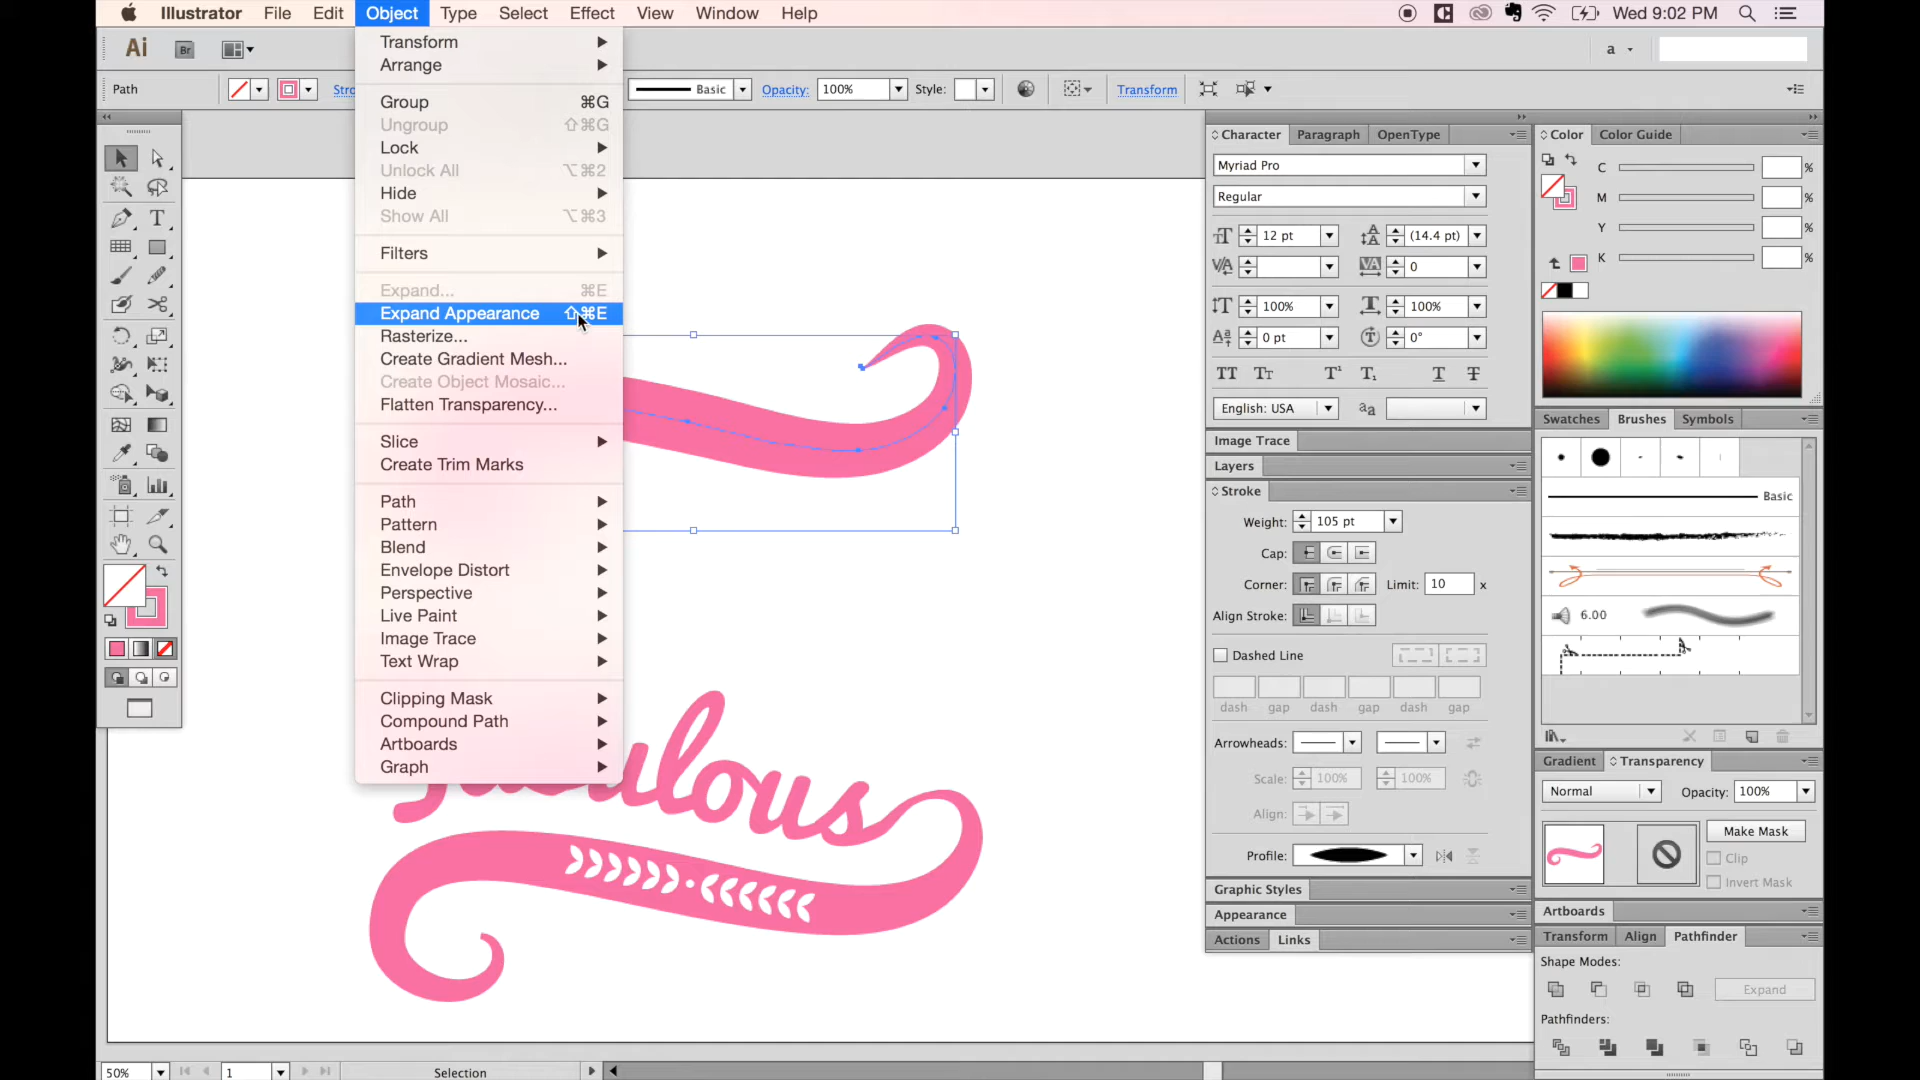 Illustrator File Edit Object Type Select Effect View Window Help Wed 9:02 PM
Ai Br a
Path Basic Opacity: 100% Style: Transform
Transform
Arrange
Group ⌘G
Ungroup ⇧⌘G
Lock
Unlock All ⌥⌘2
Hide
Show All ⌥⌘3
Filters
Expand... ⌘E
Expand Appearance ⇧⌘E
Rasterize...
Create Gradient Mesh...
Create Object Mosaic...
Flatten Transparency...
Slice
Create Trim Marks
Path
Pattern
Blend
Envelope Distort
Perspective
Live Paint
Image Trace
Text Wrap
Clipping Mask
Compound Path
Artboards
Graph
Character Paragraph OpenType
Myriad Pro
Regular
12 pt (14.4 pt)
0
100% 100%
0 pt 0°
English: USA
Image Trace
Layers
Stroke
Weight: 105 pt
Cap:
Corner: Limit: 10 x
Align Stroke:
Dashed Line
dash gap dash gap dash gap
Arrowheads:
Scale: 100% 100%
Align:
Profile:
Graphic Styles
Appearance
Actions Links
Color Color Guide
C %
M %
Y %
K %
Swatches Brushes Symbols
Basic
6.00
Gradient Transparency
Normal Opacity: 100%
Make Mask
Clip
Invert Mask
Artboards
Transform Align Pathfinder
Shape Modes:
Expand
Pathfinders:
50% 1 Selection